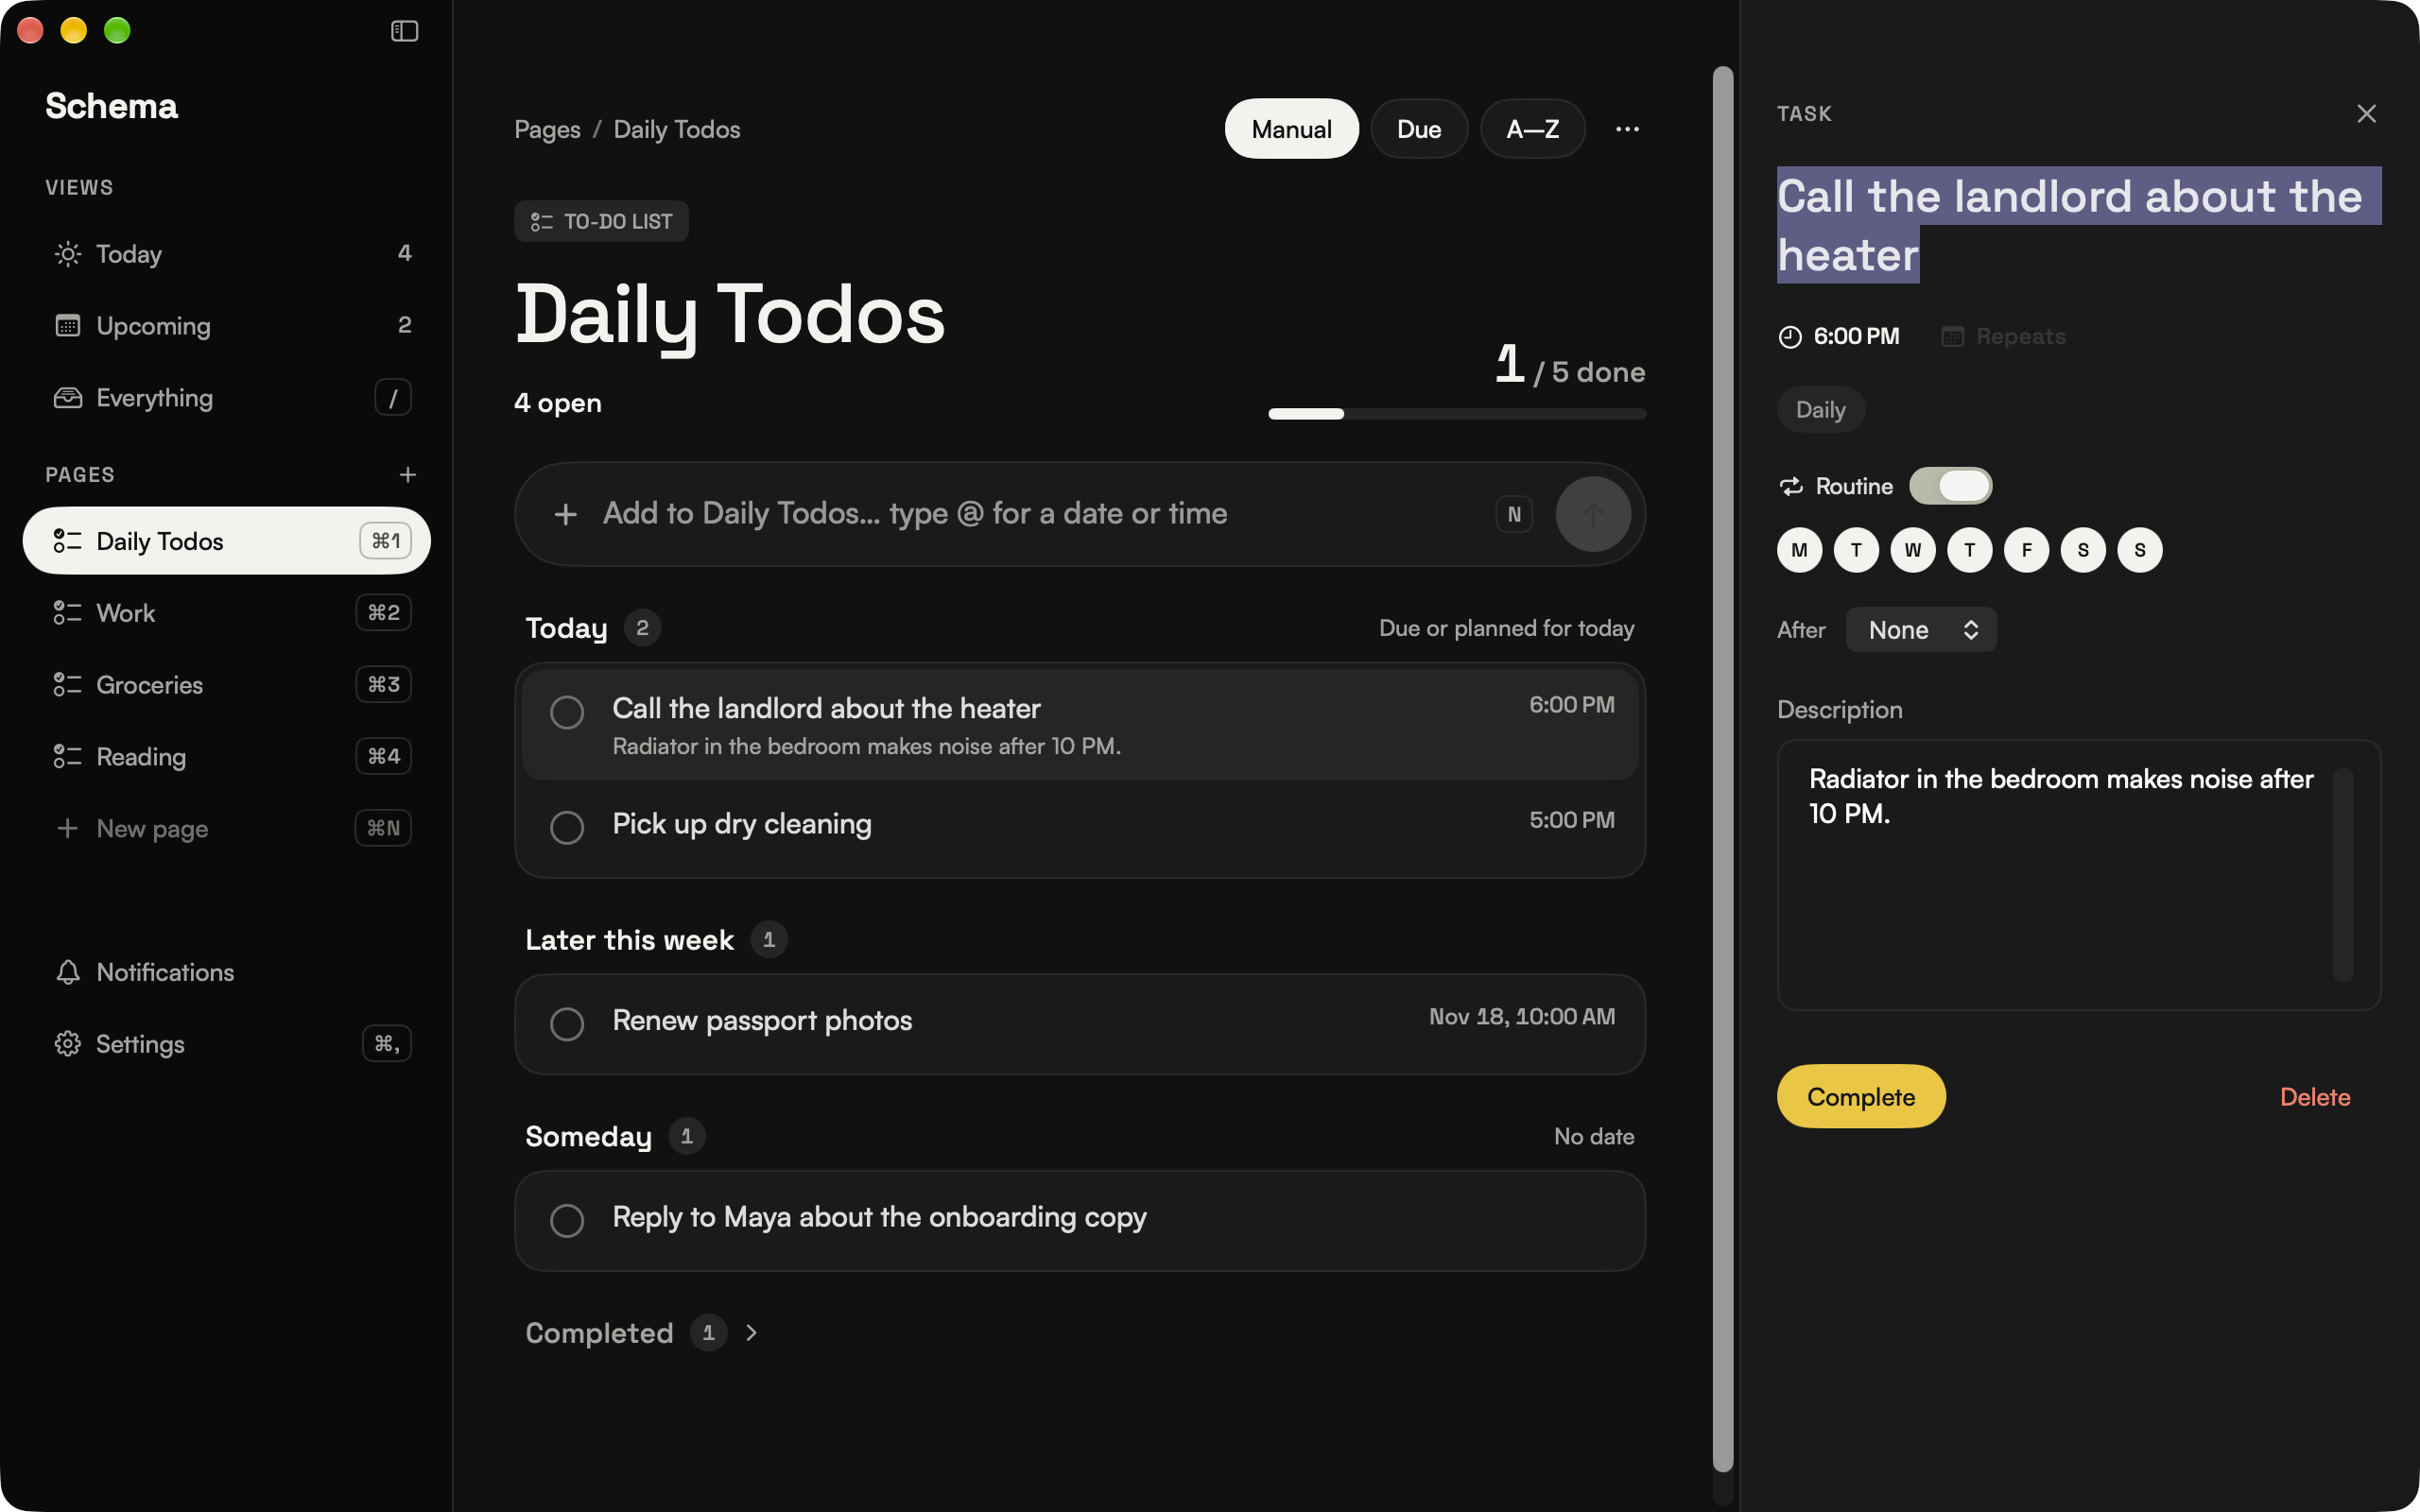 Schema
VIEWS
Today 4
Upcoming 2
Everything /
PAGES +
Daily Todos ⌘1
Work ⌘2
Groceries ⌘3
Reading ⌘4
+ New page ⌘N
Notifications
Settings ⌘,
Pages / Daily Todos
Manual Due A—Z ···
TO-DO LIST
Daily Todos
4 open
1 / 5 done
+ Add to Daily Todos... type @ for a date or time N
Today 2 Due or planned for today
Call the landlord about the heater 6:00 PM
Radiator in the bedroom makes noise after 10 PM.
Pick up dry cleaning 5:00 PM
Later this week 1
Renew passport photos Nov 18, 10:00 AM
Someday 1 No date
Reply to Maya about the onboarding copy
Completed 1
TASK
Call the landlord about the
heater
6:00 PM Repeats
Daily
Routine
M T W T F S S
After None
Description
Radiator in the bedroom makes noise after
10 PM.
Complete Delete